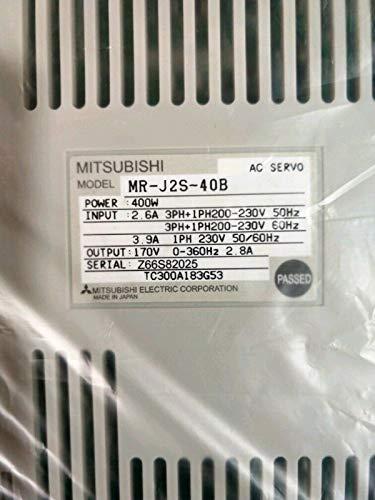 MITSUBISHI AC SERVO
MODEL MR-J2S-40B
POWER :400W
INPUT :2.6A 3PH+1PH200-230V 50Hz
3PH+1PH200-230V 60Hz
3.9A 1PH 230V 50/60Hz
OUTPUT:170V 0-360Hz 2.8A
SERIAL:Z66S82025
TC300A183G53
MITSUBISHI ELECTRIC CORPORATION
MADE IN JAPAN
PASSED